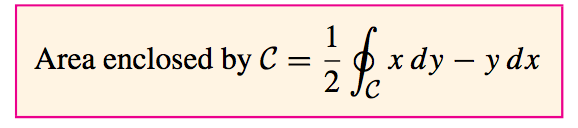 Area enclosed by 𝒞 = 1/2 ∮_𝒞 x dy − y dx